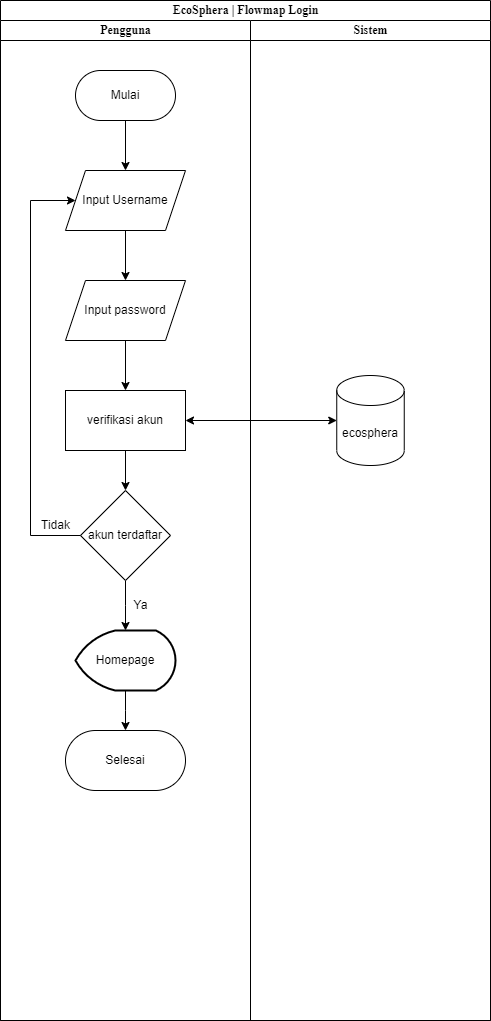 EcoSphera | Flowmap Login
Pengguna
Sistem
Mulai
Input Username
Input password
verifikasi akun
ecosphera
Tidak
akun terdaftar
Ya
Homepage
Selesai